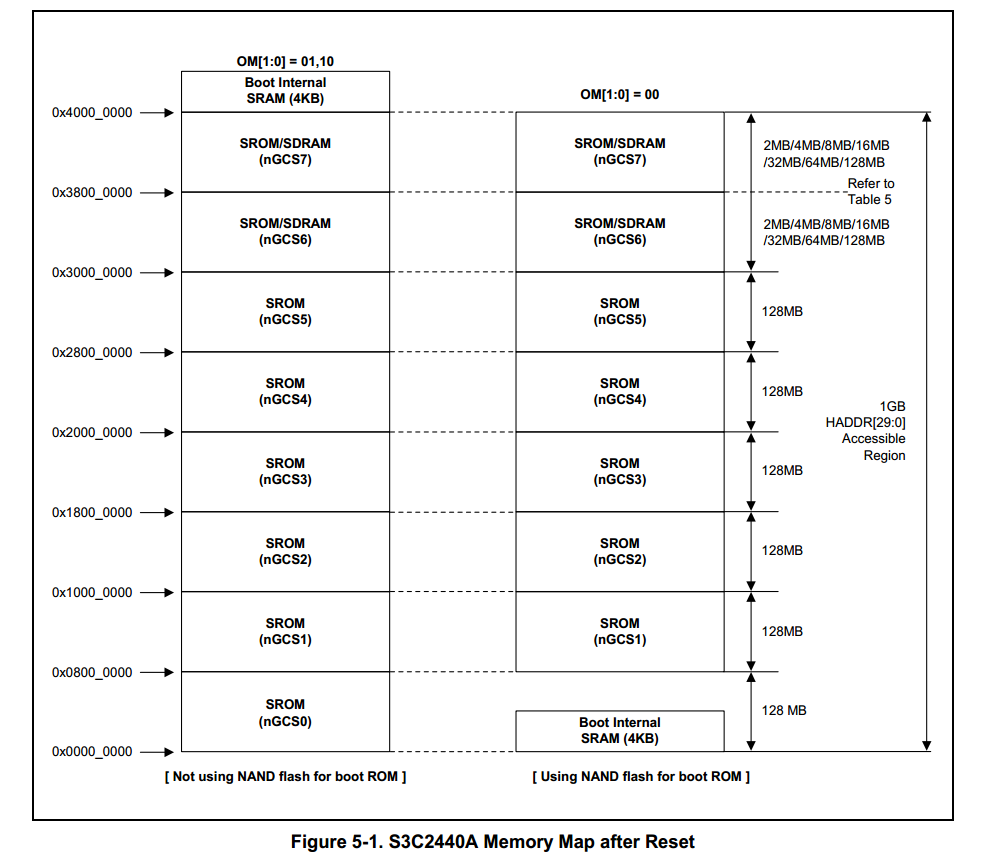 OM[1:0] = 01,10
Boot Internal
SRAM (4KB)
OM[1:0] = 00
0x4000_0000
SROM/SDRAM
(nGCS7)
SROM/SDRAM
(nGCS7)
2MB/4MB/8MB/16MB
/32MB/64MB/128MB
0x3800_0000
Refer to
Table 5
SROM/SDRAM
(nGCS6)
SROM/SDRAM
(nGCS6)
2MB/4MB/8MB/16MB
/32MB/64MB/128MB
0x3000_0000
SROM
(nGCS5)
SROM
(nGCS5)
128MB
0x2800_0000
SROM
(nGCS4)
SROM
(nGCS4)
128MB
1GB
HADDR[29:0]
Accessible
Region
0x2000_0000
SROM
(nGCS3)
SROM
(nGCS3)
128MB
0x1800_0000
SROM
(nGCS2)
SROM
(nGCS2)
128MB
0x1000_0000
SROM
(nGCS1)
SROM
(nGCS1)
128MB
0x0800_0000
SROM
(nGCS0)
128 MB
Boot Internal
SRAM (4KB)
0x0000_0000
[ Not using NAND flash for boot ROM ]
[ Using NAND flash for boot ROM ]
Figure 5-1. S3C2440A Memory Map after Reset